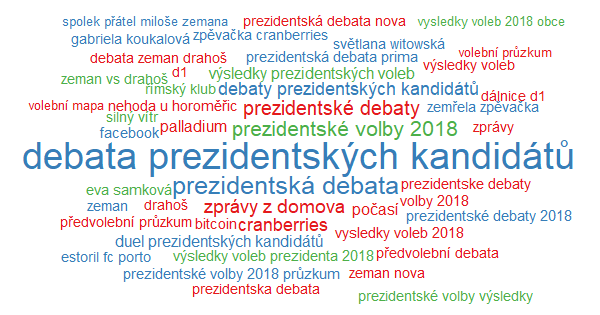 spolek přátel miloše zemana
prezidentská debata nova
vysledky voleb 2018 obce
gabriela koukalová
zpěvačka cranberries
světlana witovská
debata zeman drahoš
prezidentská debata prima
volební průzkum
výsledky voleb
zeman vs drahoš
d1
výsledky prezidentských voleb
římský klub
debaty prezidentských kandidátů
dálnice d1
volební mapa
nehoda u horoměřic
prezidentské debaty
zemřela zpěvačka
silný vítr
facebook
palladium
prezidentské volby 2018
zprávy
debata prezidentských kandidátů
eva samková
prezidentská debata
prezidentske debaty
zeman
drahoš
zprávy z domova
počasí
volby 2018
prezidentské debaty 2018
předvolební průzkum
bitcoin
cranberries
vysledky voleb 2018
duel prezidentských kandidátů
estoril fc porto
výsledky voleb prezidenta 2018
předvolební debata
prezidentské volby 2018 průzkum
zeman nova
prezidentska debata
prezidentské volby výsledky